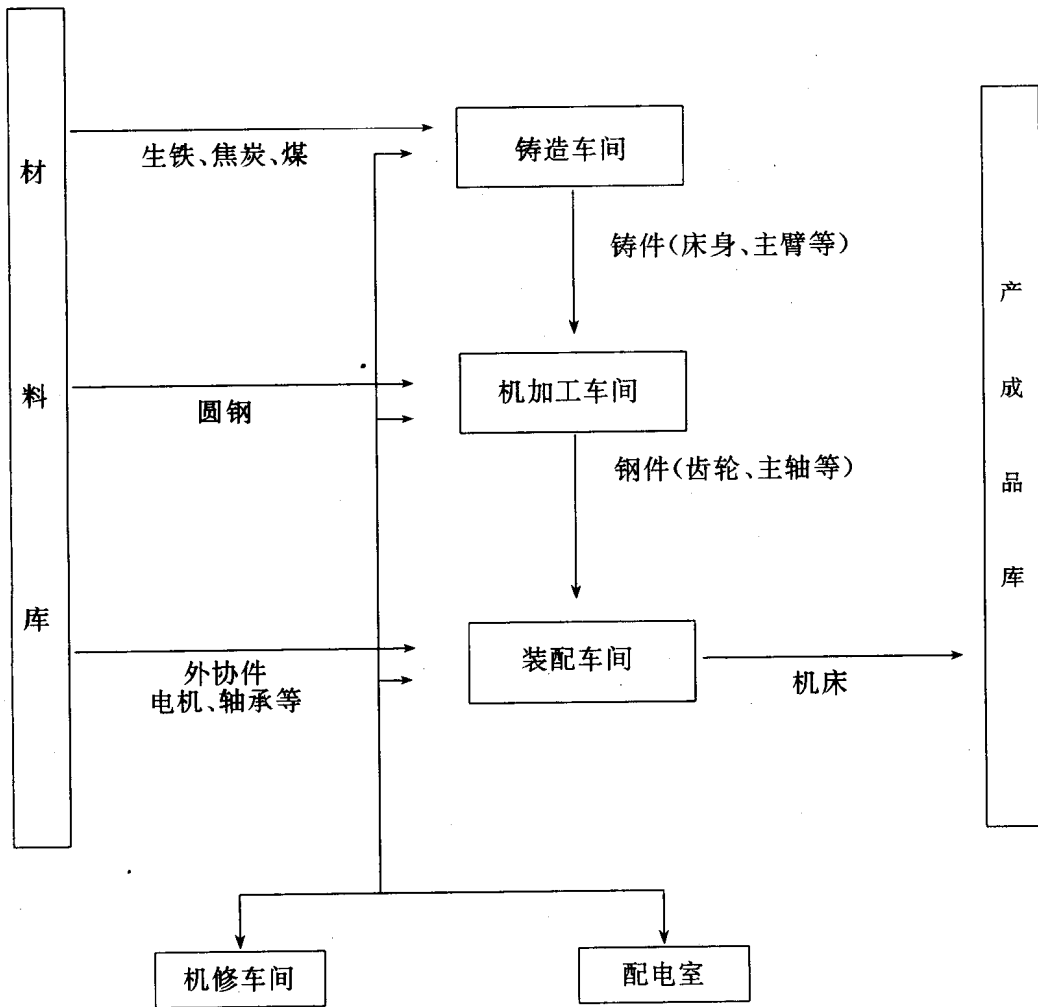 材料库
生铁、焦炭、煤
铸造车间
铸件(床身、主臂等)
圆钢
机加工车间
钢件(齿轮、主轴等)
外协件
电机、轴承等
装配车间
机床
产成品库
机修车间
配电室